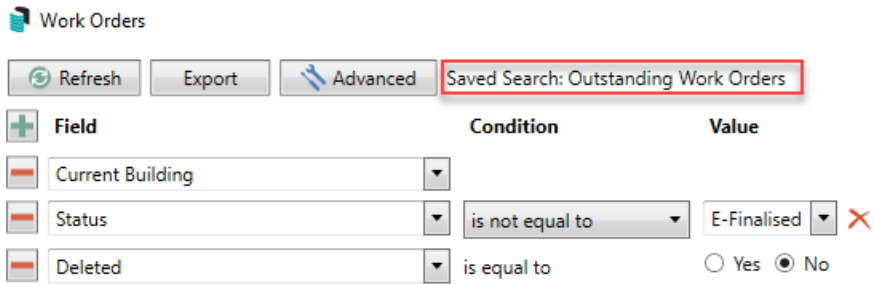 Work Orders
Refresh Export Advanced Saved Search: Outstanding Work Orders
Field Condition Value
Current Building
Status is not equal to E-Finalised
Deleted is equal to Yes No